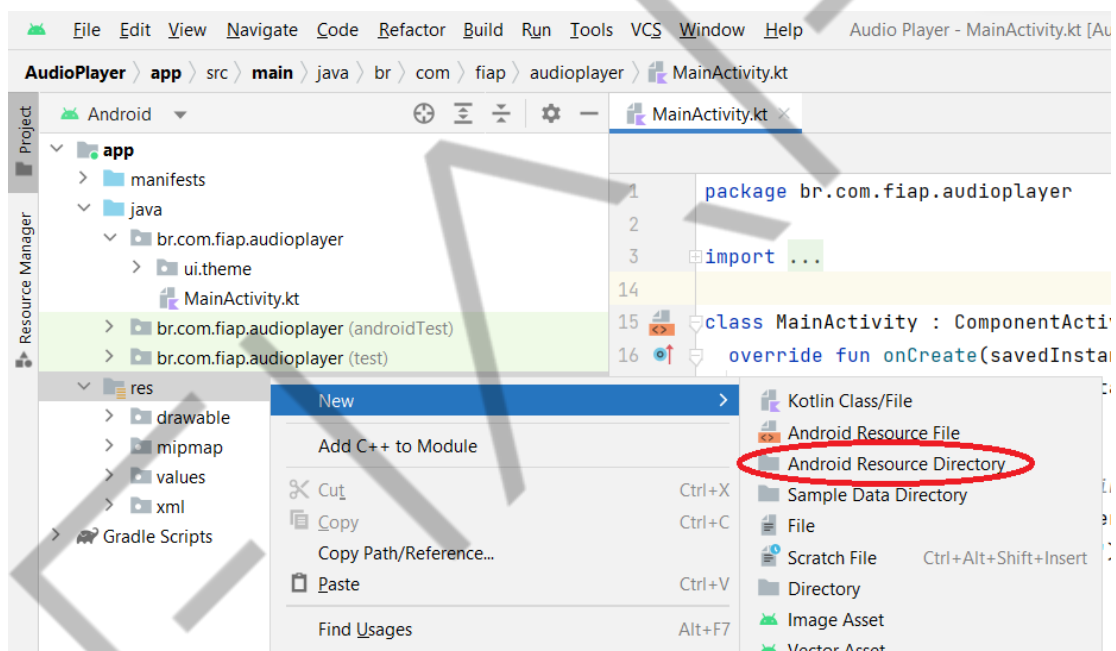 File Edit View Navigate Code Refactor Build Run Tools VCS Window Help Audio Player - MainActivity.kt [Au
AudioPlayer app src main java br com fiap audioplayer MainActivity.kt
Project
Resource Manager
Android
app
manifests
java
br.com.fiap.audioplayer
ui.theme
MainActivity.kt
br.com.fiap.audioplayer (androidTest)
br.com.fiap.audioplayer (test)
res
drawable
mipmap
values
xml
Gradle Scripts
MainActivity.kt
1 package br.com.fiap.audioplayer
2
3 import ...
14
15 class MainActivity : ComponentActi
16 override fun onCreate(savedInsta
New
Add C++ to Module
Cut Ctrl+X
Copy Ctrl+C
Copy Path/Reference...
Paste Ctrl+V
Find Usages Alt+F7
Kotlin Class/File
Android Resource File
Android Resource Directory
Sample Data Directory
File
Scratch File Ctrl+Alt+Shift+Insert
Directory
Image Asset
Vector Asset